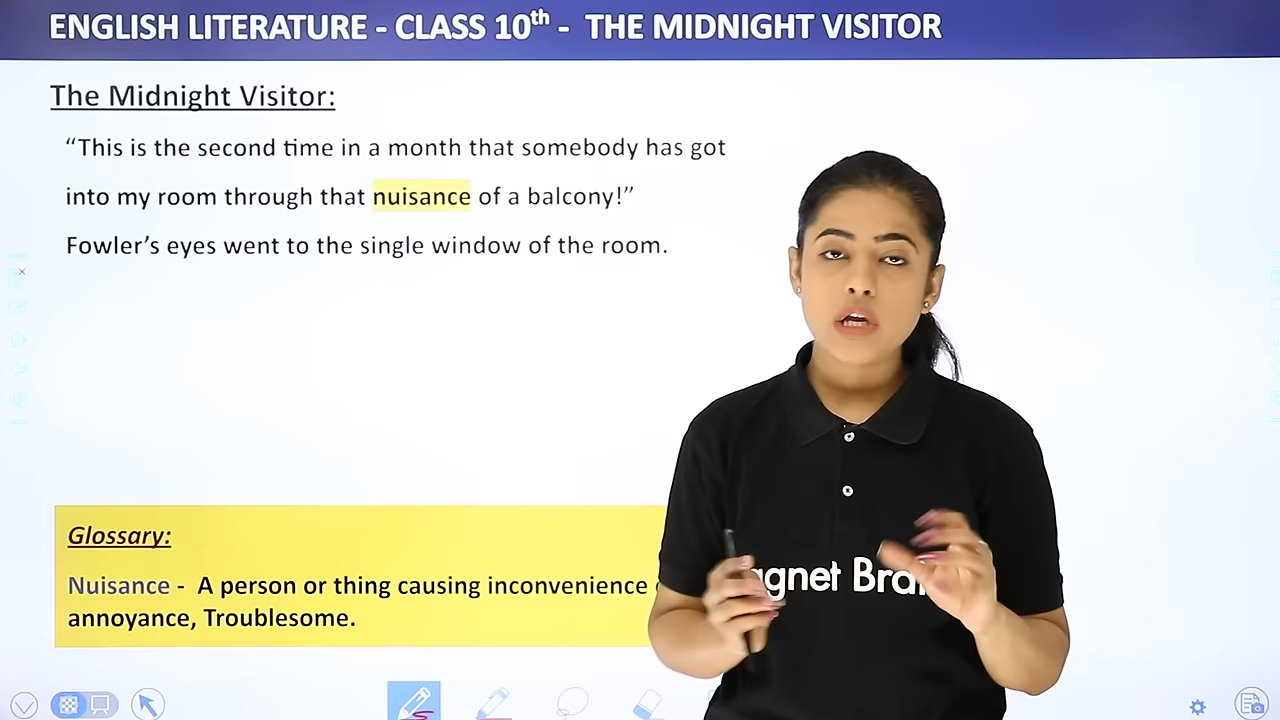 ENGLISH LITERATURE - CLASS 10th - THE MIDNIGHT VISITOR
The Midnight Visitor:
“This is the second time in a month that somebody has got
into my room through that nuisance of a balcony!”
Fowler’s eyes went to the single window of the room.
Glossary:
Nuisance - A person or thing causing inconvenience
annoyance, Troublesome.